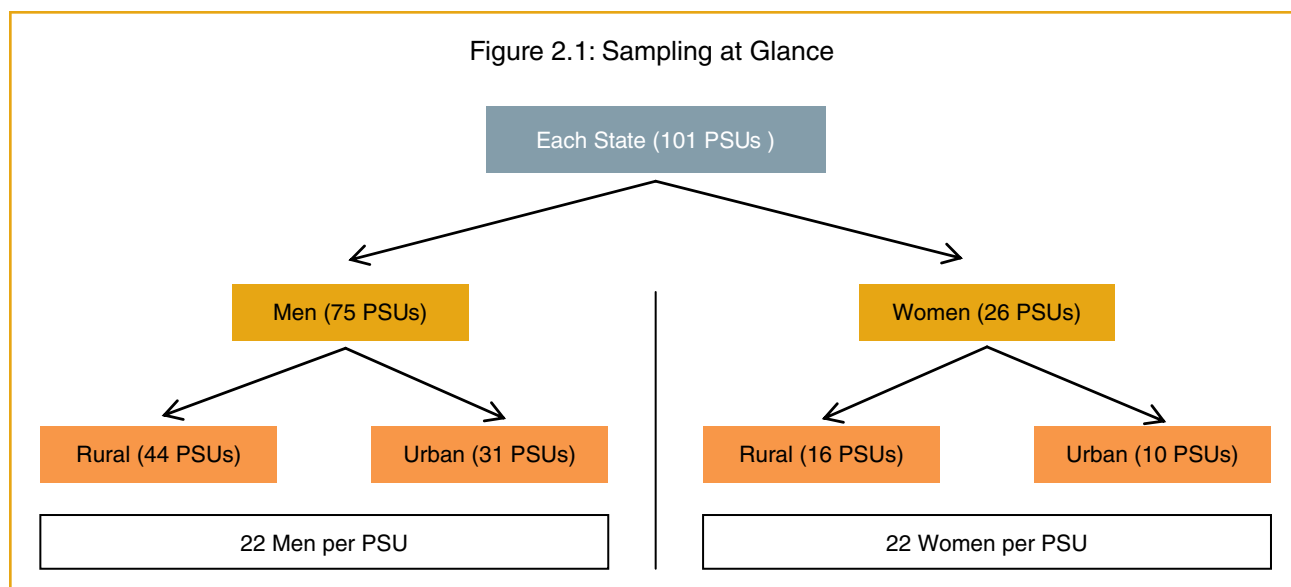 Figure 2.1: Sampling at Glance
Each State (101 PSUs )
Men (75 PSUs)
Women (26 PSUs)
Rural (44 PSUs)
Urban (31 PSUs)
Rural (16 PSUs)
Urban (10 PSUs)
22 Men per PSU
22 Women per PSU